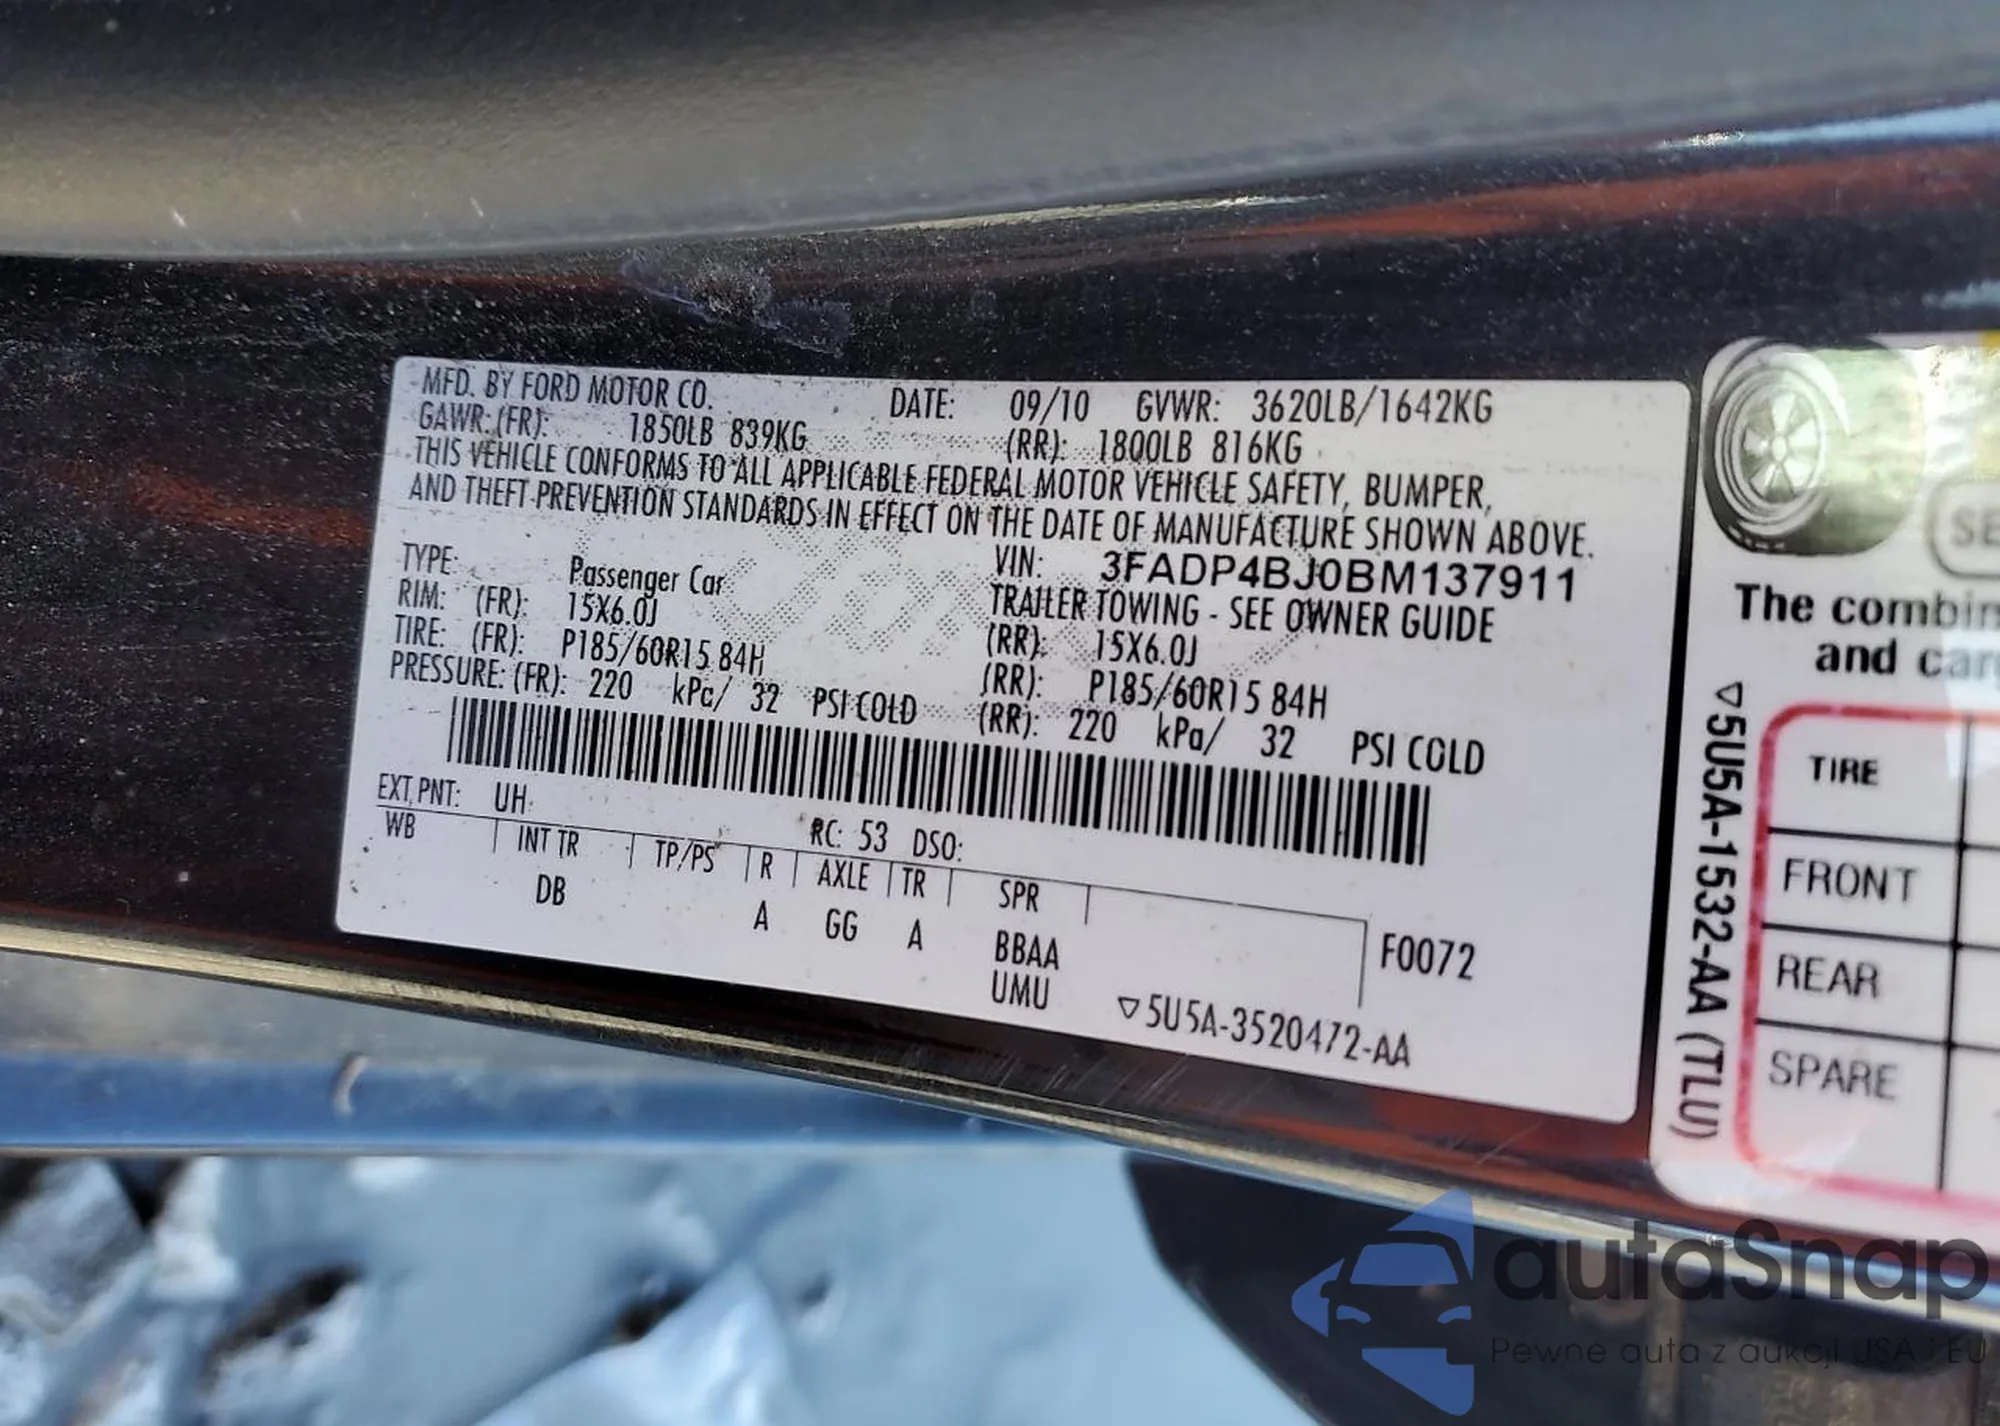 MFD. BY FORD MOTOR CO. DATE: 09/10 GVWR: 3620LB/1642KG
GAWR: (FR): 1850LB 839KG (RR): 1800LB 816KG
THIS VEHICLE CONFORMS TO ALL APPLICABLE FEDERAL MOTOR VEHICLE SAFETY, BUMPER,
AND THEFT PREVENTION STANDARDS IN EFFECT ON THE DATE OF MANUFACTURE SHOWN ABOVE.
VIN: 3FADP4BJ0BM137911
TYPE: Passenger Car TRAILER TOWING - SEE OWNER GUIDE
RIM: (FR): 15X6.0J (RR): 15X6.0J
TIRE: (FR): P185/60R15 84H (RR): P185/60R15 84H
PRESSURE: (FR): 220 kPa/ 32 PSI COLD (RR): 220 kPa/ 32 PSI COLD
EXT. PNT: UH RC: 53 DSO:
WB INT TR TP/PS R AXLE TR SPR
DB A GG A BBAA F0072
UMU
▽5U5A-3520472-AA
SE
The combin
and carg
▽5U5A-1532-AA (TLU)
TIRE
FRONT
REAR
SPARE
autaSnap
Pewne auta z aukcji USA i EU